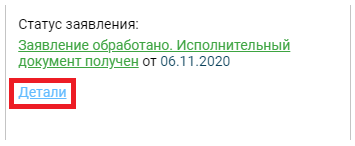 Статус заявления:
Заявление обработано. Исполнительный
документ получен от 06.11.2020
Детали